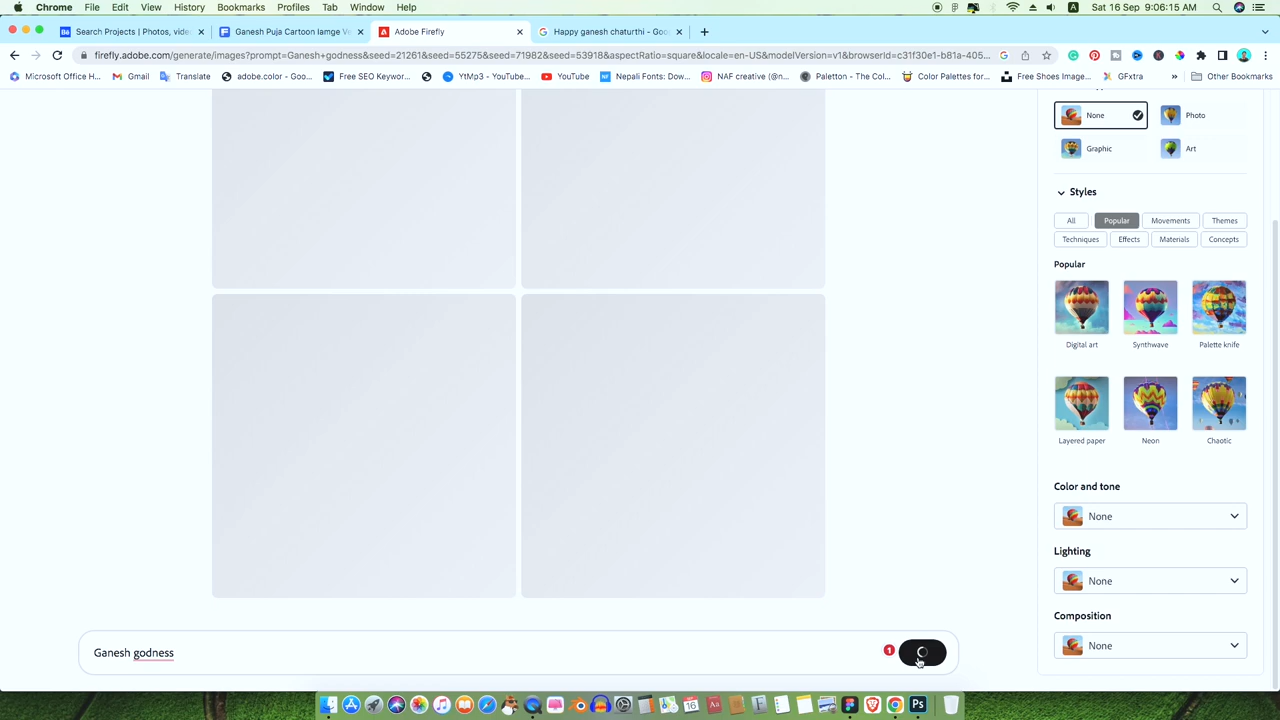 Chrome File Edit View History Bookmarks Profiles Tab Window Help
A Sat 16 Sep 9:06:15 AM
Search Projects | Photos, video
Ganesh Puja Cartoon Iamge V
Adobe Firefly
Happy ganesh chaturthi - Goo
firefly.adobe.com/generate/images?prompt=Ganesh+godness&seed=21261&seed=55275&seed=71982&seed=53918&aspectRatio=square&locale=en-US&modelVersion=v1&browserId=c31f30e1-b81a-405...
Microsoft Office H...
Gmail
Translate
adobe.color - Goo...
Free SEO Keywor...
YtMp3 - YouTube...
YouTube
Nepali Fonts: Dow...
NAF creative (@n...
Paletton - The Col...
Color Palettes for...
Free Shoes Image...
GFxtra
Other Bookmarks
None
Photo
Graphic
Art
Styles
All Popular Movements Themes
Techniques Effects Materials Concepts
Popular
Digital art Synthwave Palette knife
Layered paper Neon Chaotic
Color and tone
None
Lighting
None
Composition
None
Ganesh godness
1